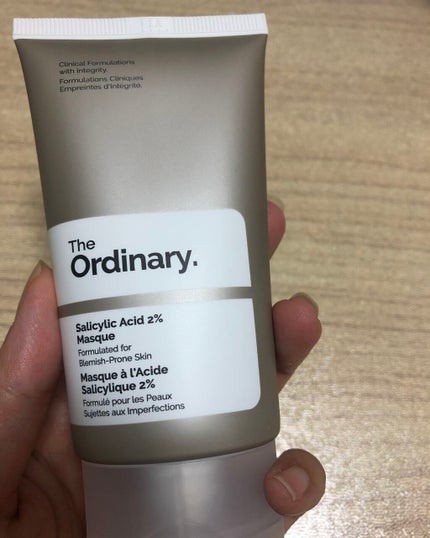 Clinical Formulations
with Integrity.
Formulations Cliniques
Empreintes d'Intégrité.
The
Ordinary.
Salicylic Acid 2%
Masque
Formulated for
Blemish-Prone Skin
Masque à l'Acide
Salicylique 2%
Formulé pour les Peaux
Sujettes aux Imperfections